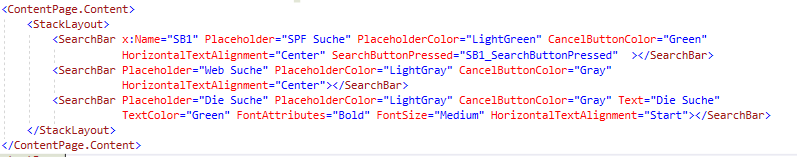 <ContentPage.Content>
<StackLayout>
<SearchBar x:Name="SB1" Placeholder="SPF Suche" PlaceholderColor="LightGreen" CancelButtonColor="Green"
HorizontalTextAlignment="Center" SearchButtonPressed="SB1_SearchButtonPressed" ></SearchBar>
<SearchBar Placeholder="Web Suche" PlaceholderColor="LightGray" CancelButtonColor="Gray"
HorizontalTextAlignment="Center"></SearchBar>
<SearchBar Placeholder="Die Suche" PlaceholderColor="LightGray" CancelButtonColor="Gray" Text="Die Suche"
TextColor="Green" FontAttributes="Bold" FontSize="Medium" HorizontalTextAlignment="Start"></SearchBar>
</StackLayout>
</ContentPage.Content>